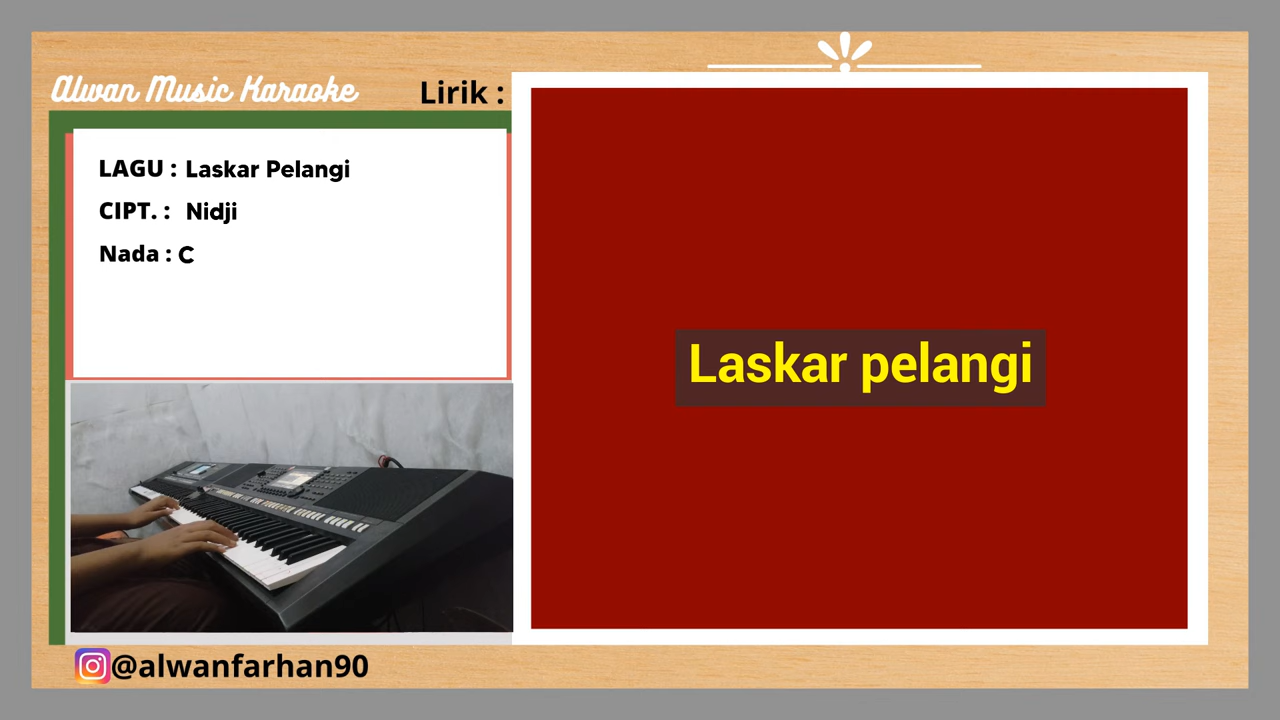 Alwan Music Karaoke
Lirik :
LAGU : Laskar Pelangi
CIPT. : Nidji
Nada : C
Laskar pelangi
@alwanfarhan90